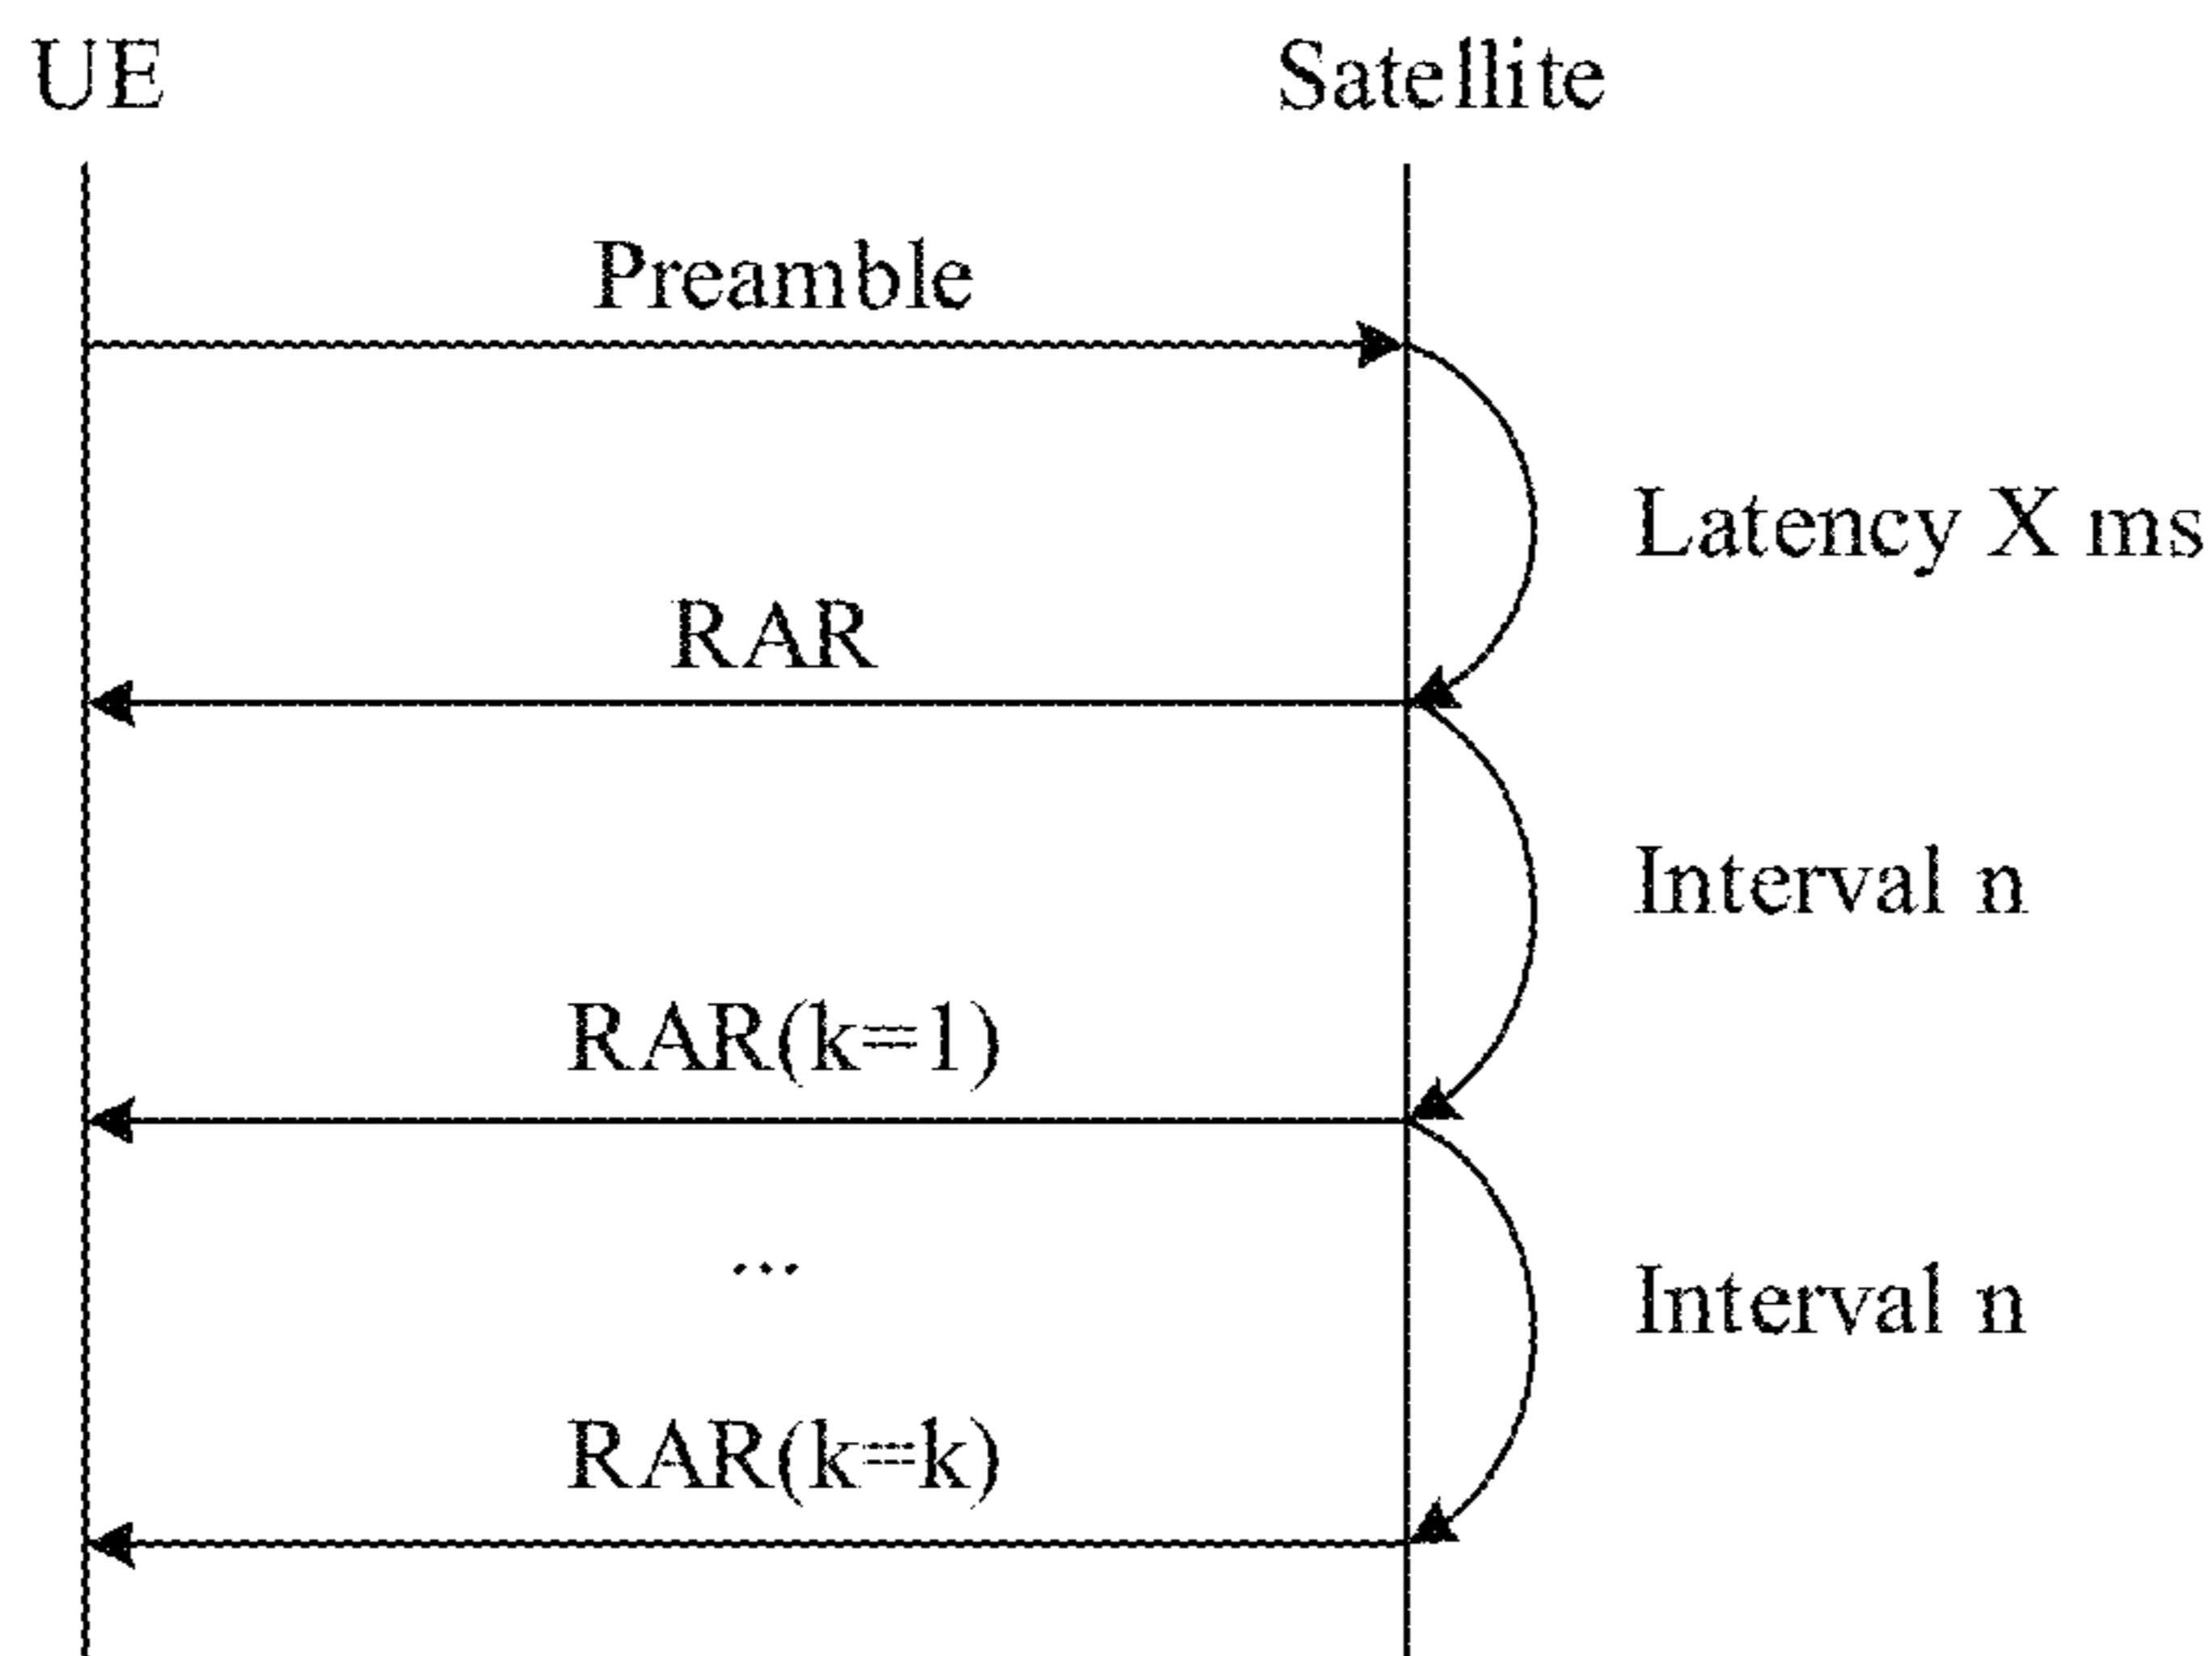 UE
Satellite
Preamble
Latency X ms
RAR
Interval n
RAR(k=1)
...
Interval n
RAR(k=k)